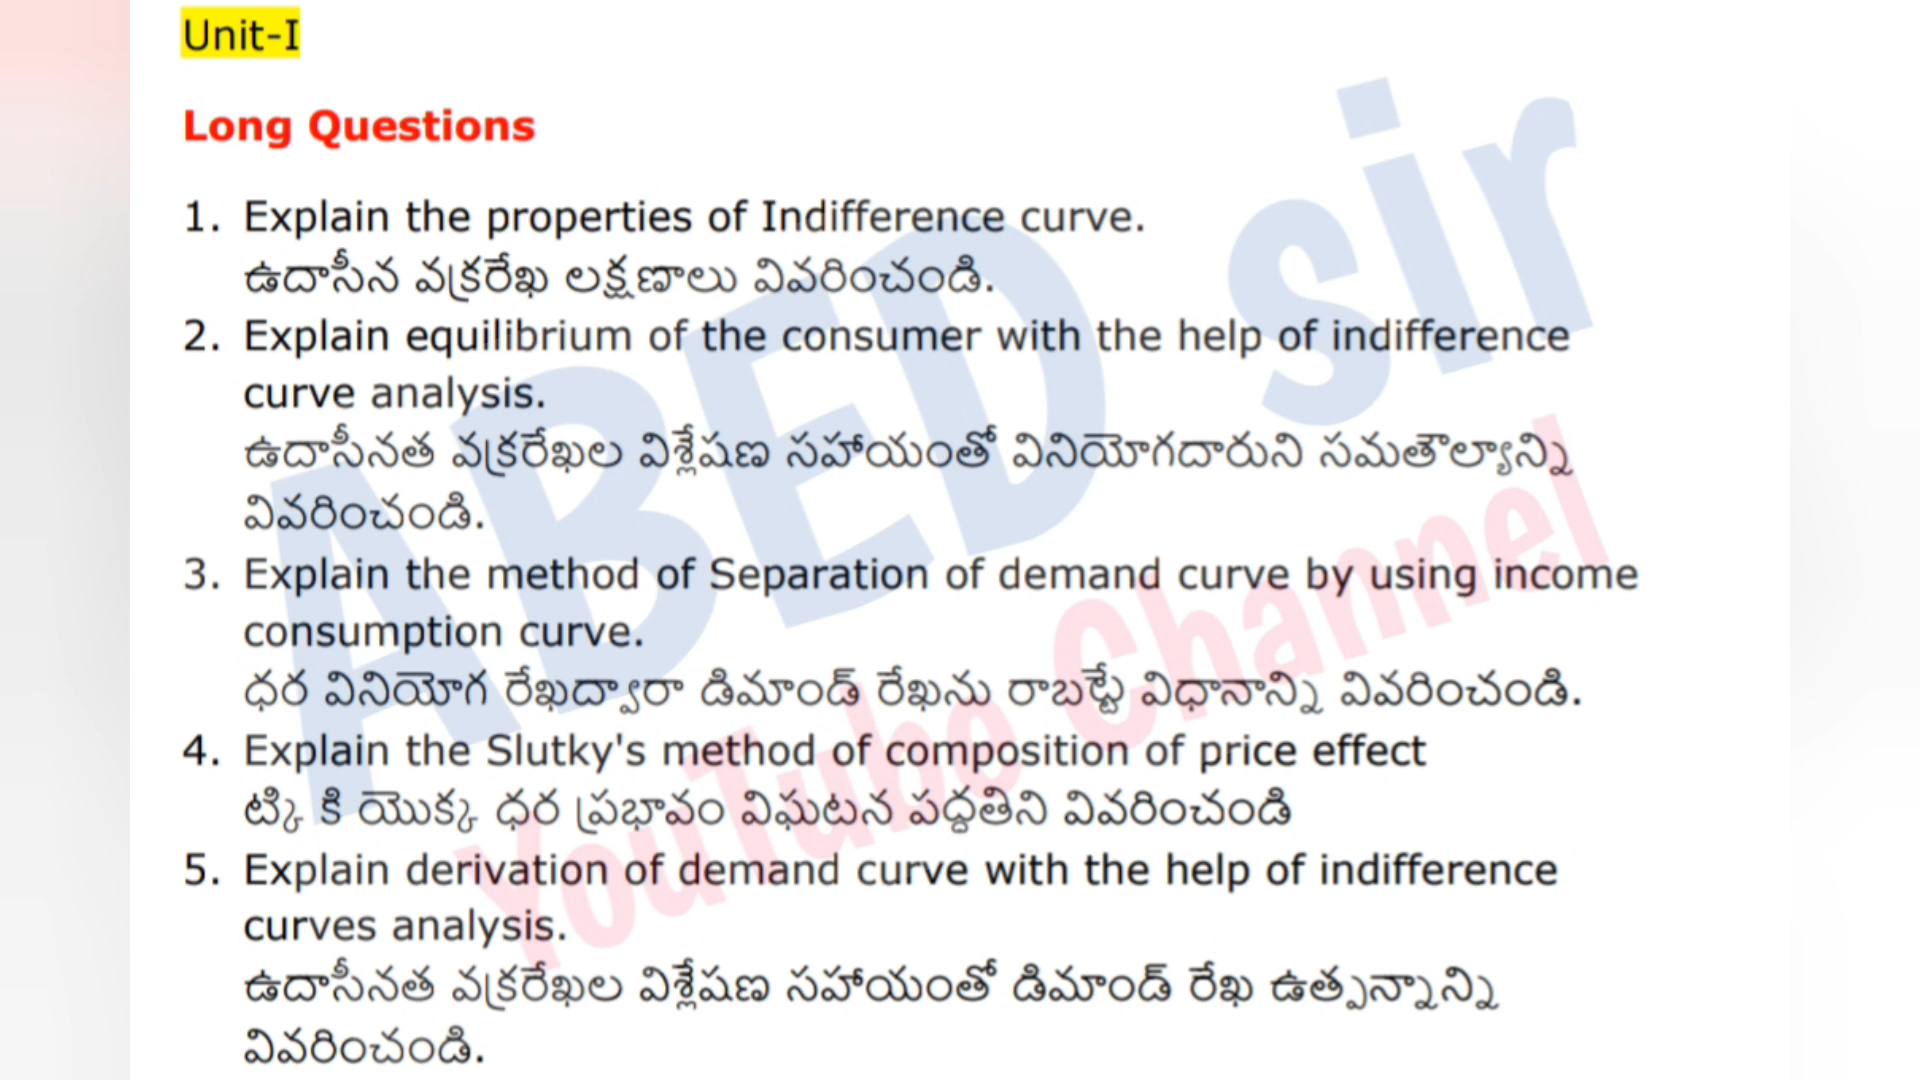 Unit-I
Long Questions
1. Explain the properties of Indifference curve.
ఉదాసీన వక్రరేఖ లక్షణాలు వివరించండి.
2. Explain equilibrium of the consumer with the help of indifference
curve analysis.
ఉదాసీనత వక్రరేఖల విశ్లేషణ సహాయంతో వినియోగదారుని సమతౌల్యాన్ని
వివరించండి.
3. Explain the method of Separation of demand curve by using income
consumption curve.
ధర వినియోగ రేఖద్వారా డిమాండ్ రేఖను రాబట్టే విధానాన్ని వివరించండి.
4. Explain the Slutky's method of composition of price effect
ట్కి కి యొక్క ధర ప్రభావం విఘటన పద్ధతిని వివరించండి
5. Explain derivation of demand curve with the help of indifference
curves analysis.
ఉదాసీనత వక్రరేఖల విశ్లేషణ సహాయంతో డిమాండ్ రేఖ ఉత్పన్నాన్ని
వివరించండి.
ABED sir
YouTube Channel